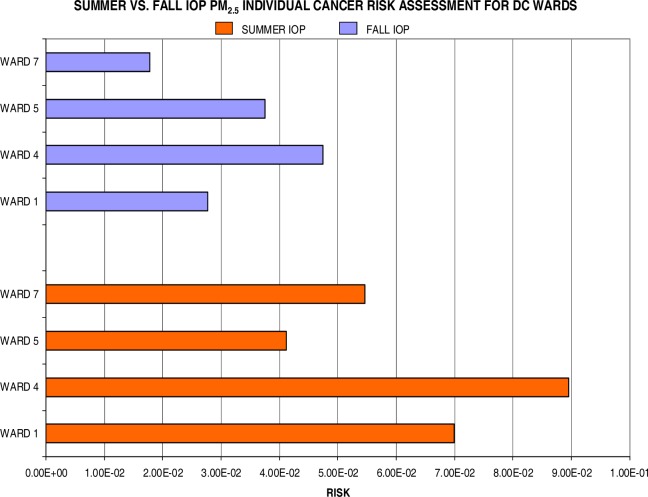 SUMMER VS. FALL IOP PM2.5 INDIVIDUAL CANCER RISK ASSESSMENT FOR DC WARDS
SUMMER IOP FALL IOP
WARD 7
WARD 5
WARD 4
WARD 1
WARD 7
WARD 5
WARD 4
WARD 1
0.00E+00 1.00E-02 2.00E-02 3.00E-02 4.00E-02 5.00E-02 6.00E-02 7.00E-02 8.00E-02 9.00E-02 1.00E-01
RISK